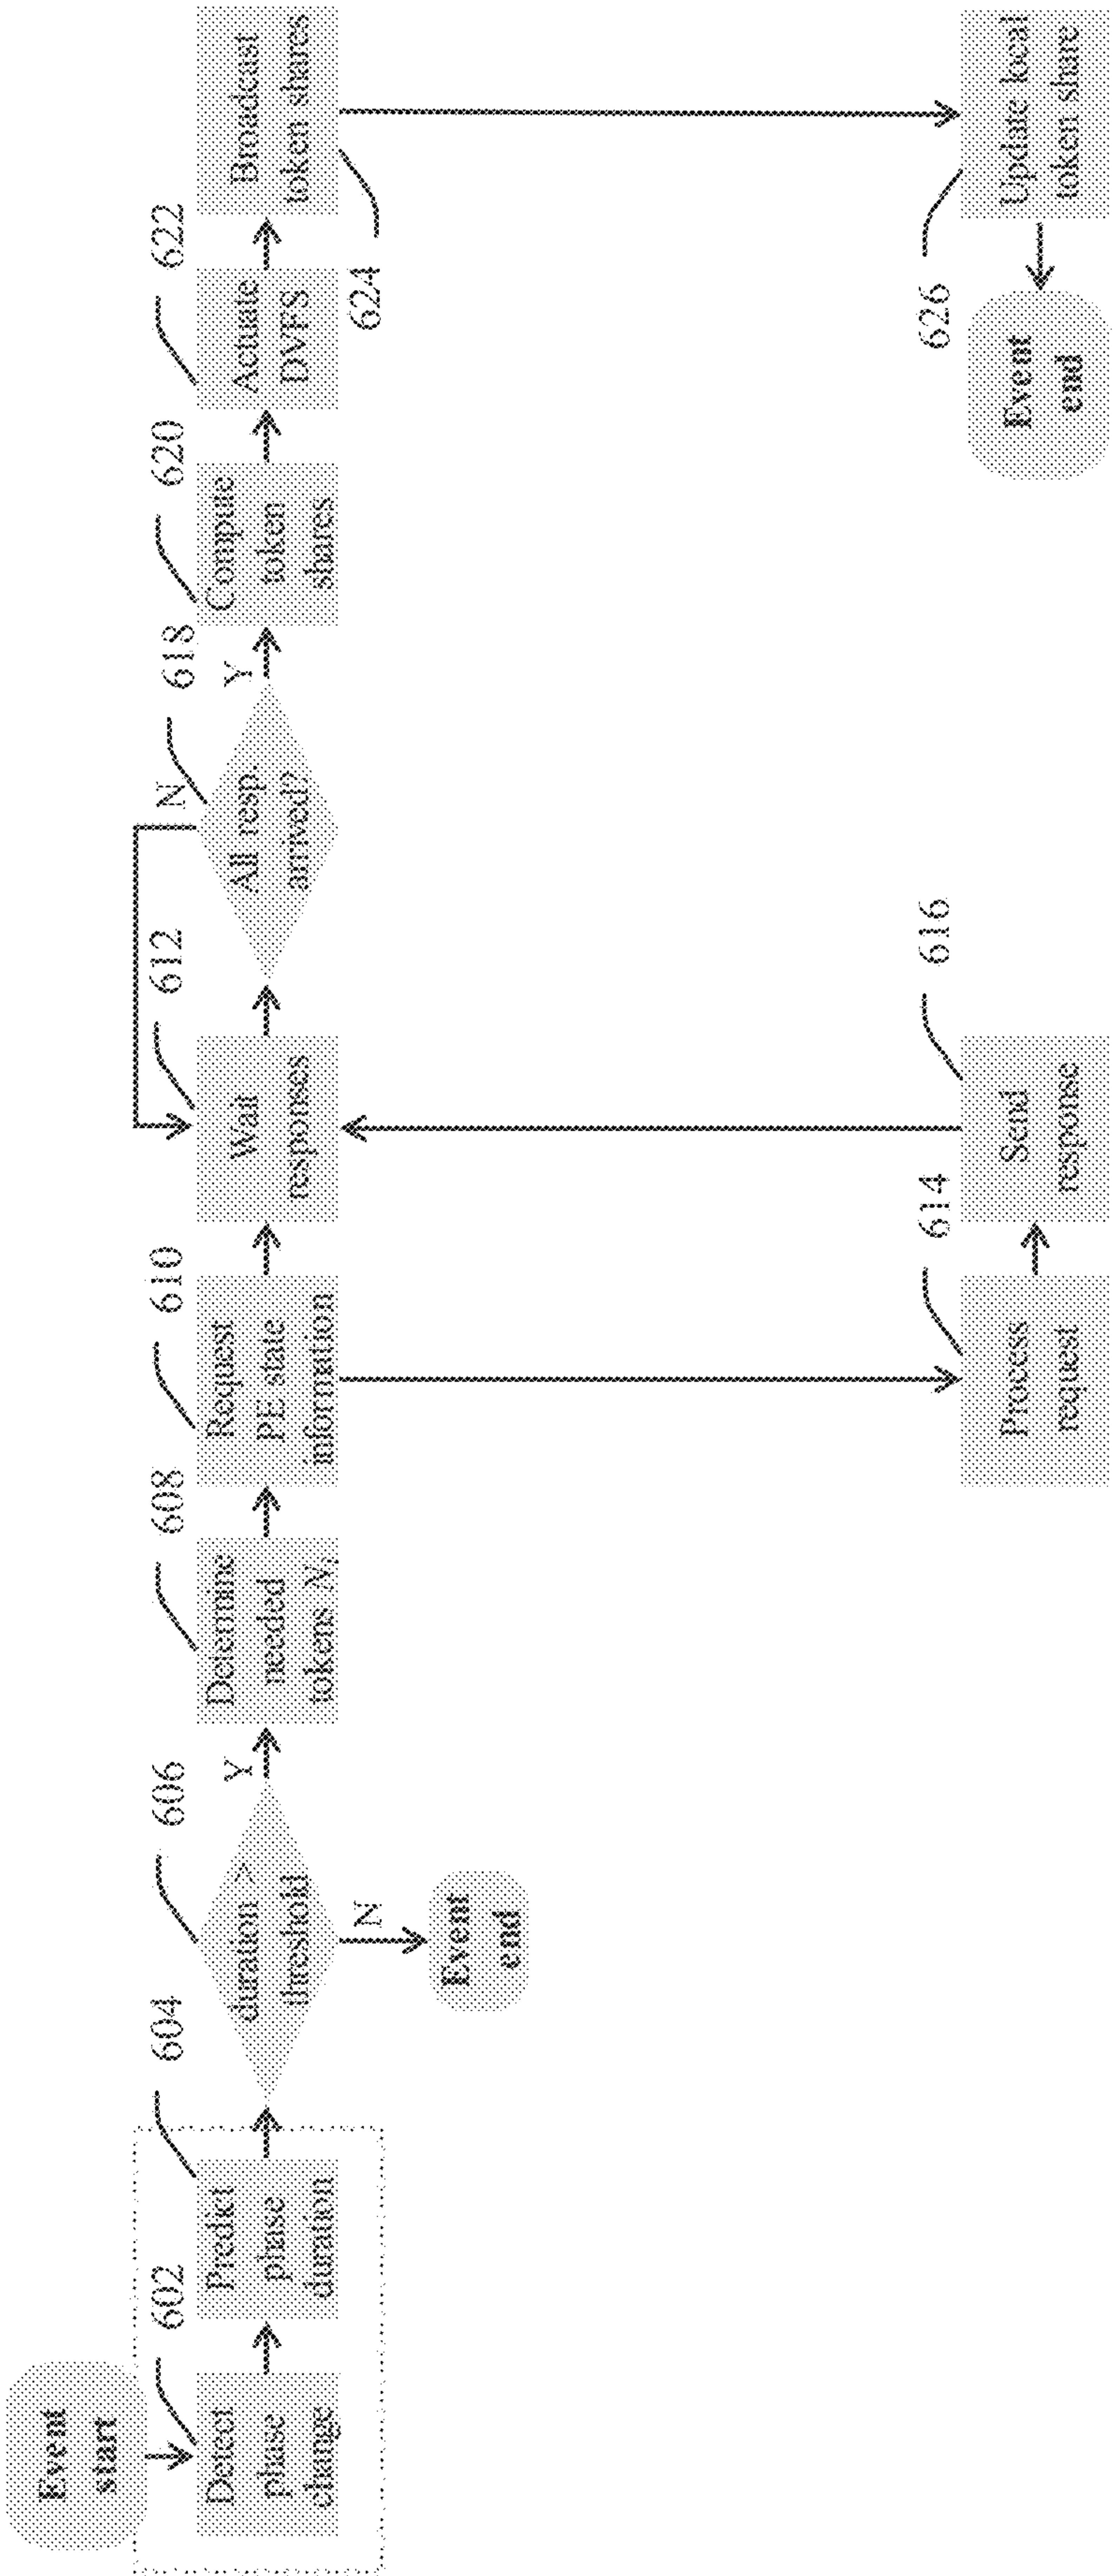 Event
start
602
Detect
phase
change
604
Predict
phase
duration
606
duration >
threshold
Y
N
Event
end
608
Determine
needed
tokens Nᵢ
610
Request
PE state
information
612
Wait
responses
614
Process
request
616
Send
response
618
All resp.
arrived?
N
Y
620
Compute
token
shares
622
Actuate
DVFS
624
Broadcast
token shares
626
Update local
token share
Event
end